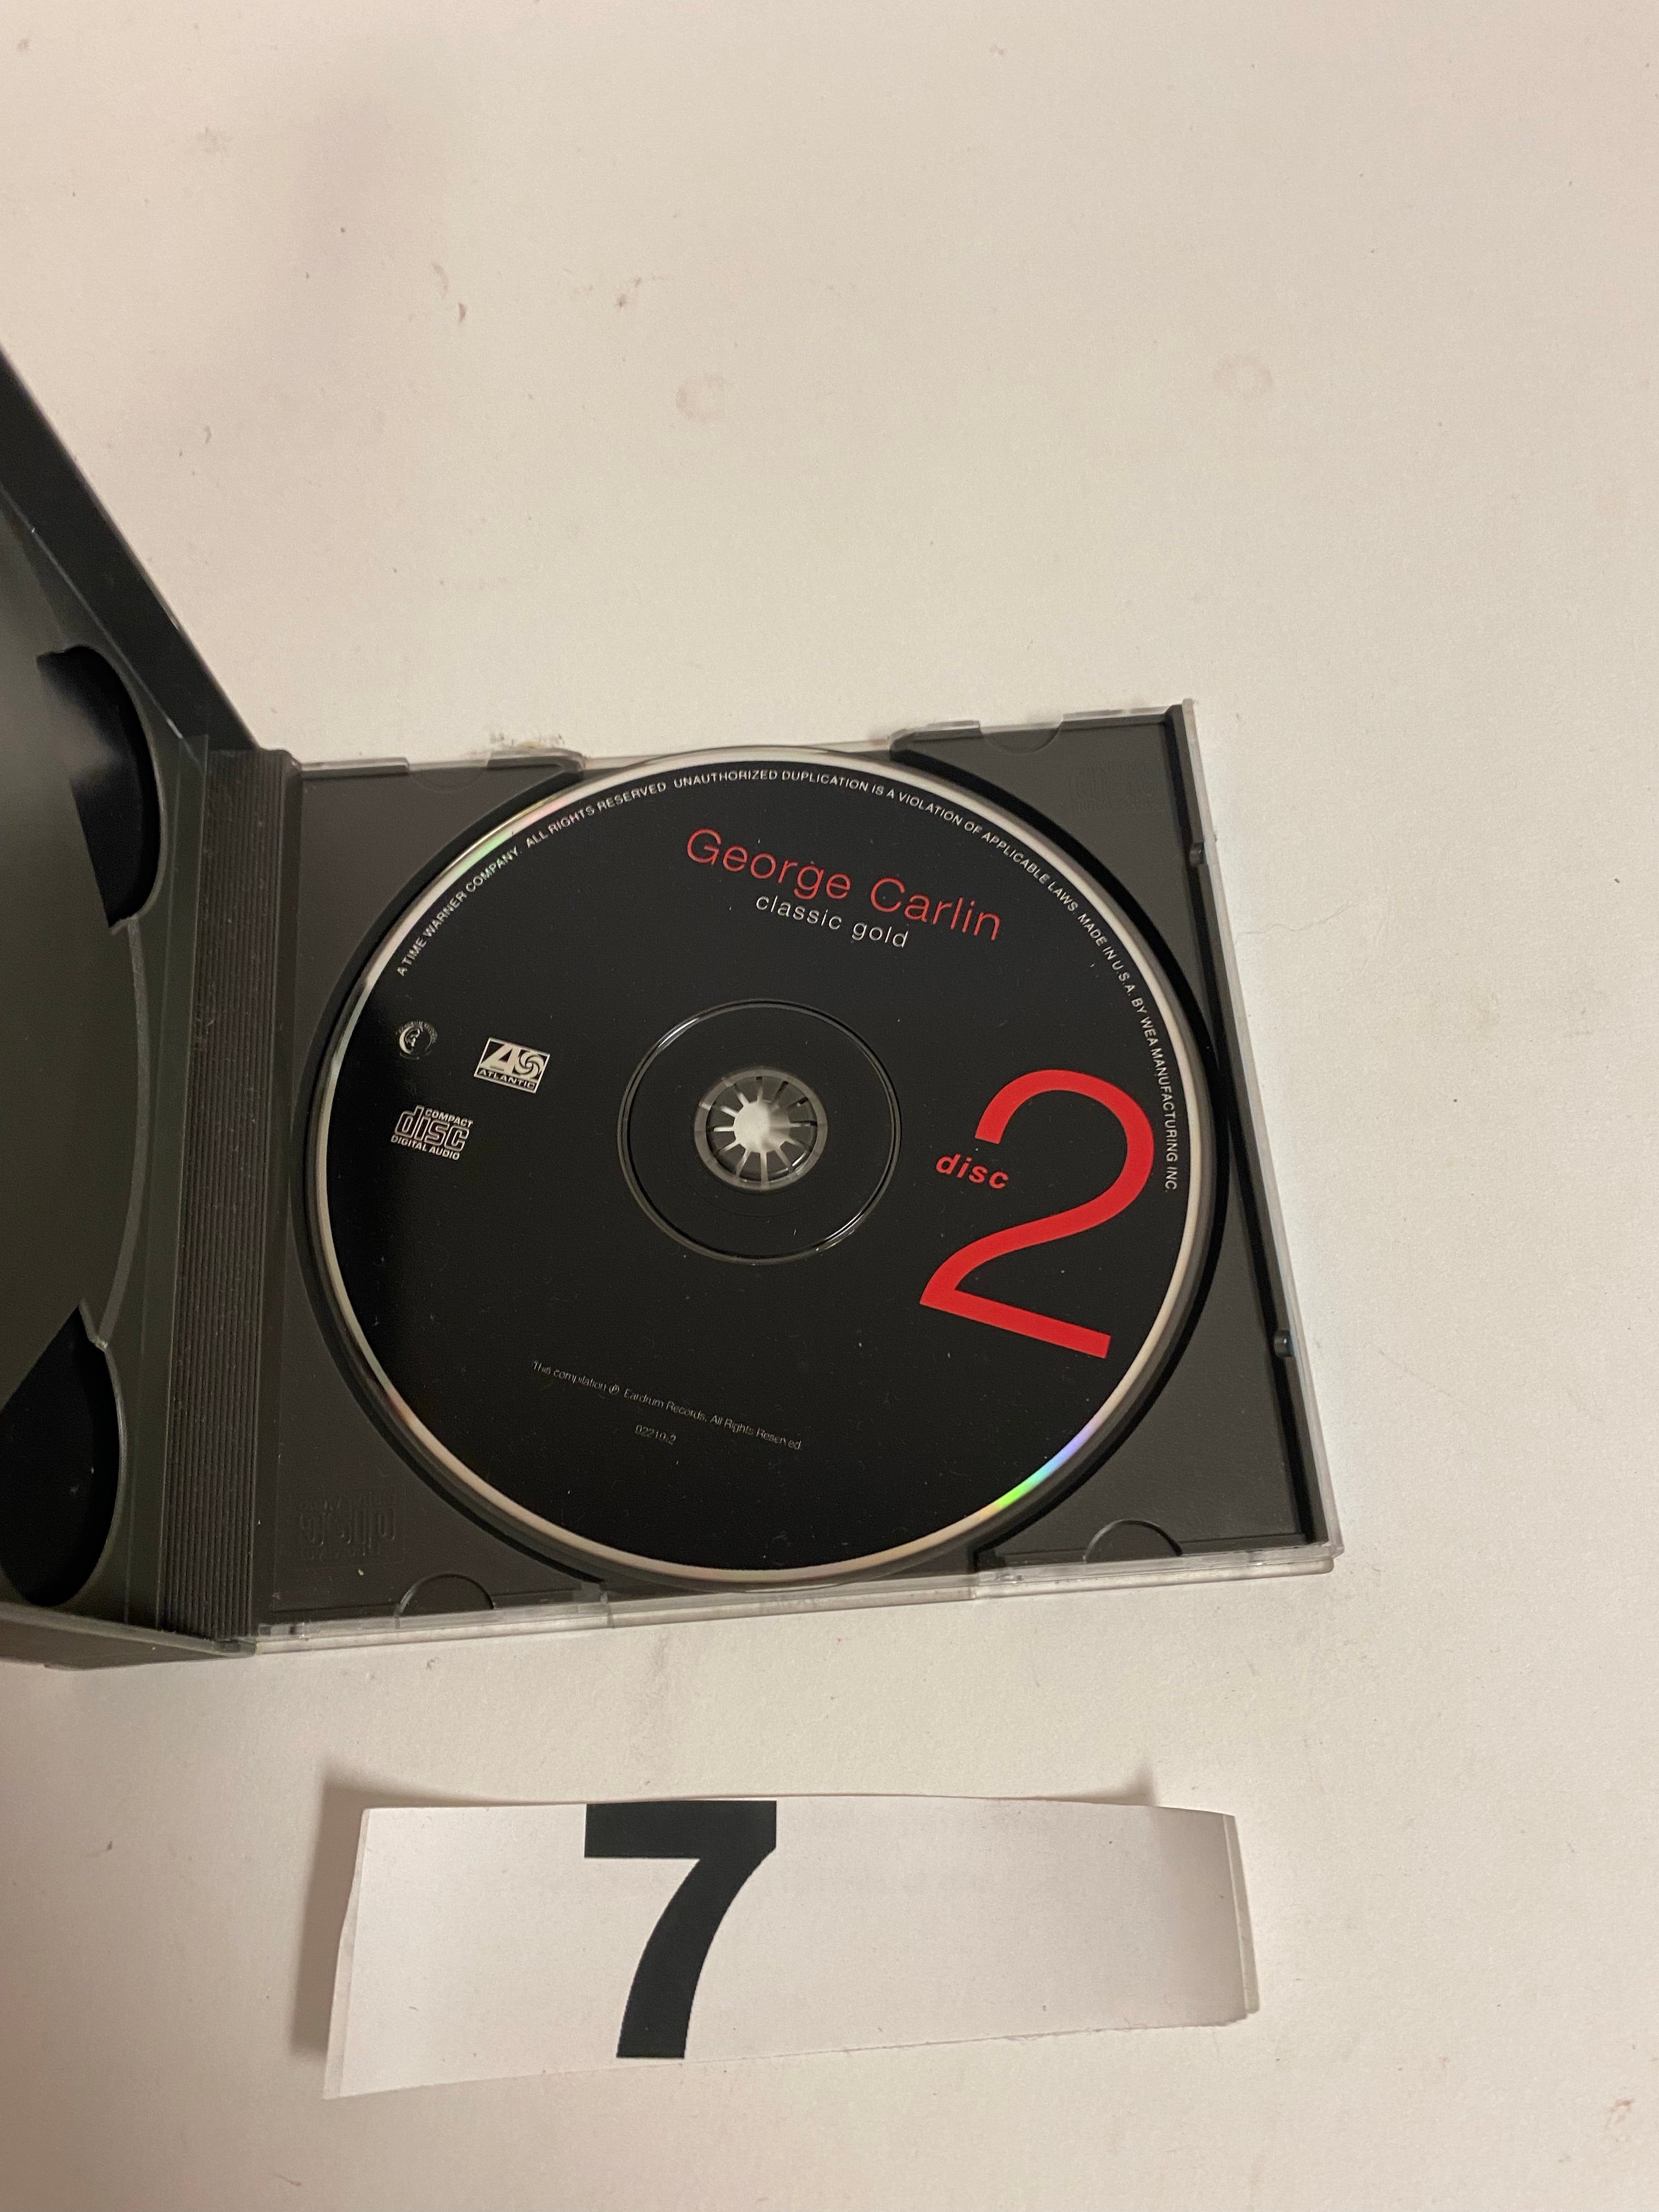 A TIME WARNER COMPANY. ALL RIGHTS RESERVED UNAUTHORIZED DUPLICATION IS A VIOLATION OF APPLICABLE LAWS. MADE IN U.S.A. BY WEA MANUFACTURING INC.
George Carlin
classic gold
ATLANTIC
COMPACT
disc
DIGITAL AUDIO
disc
2
This compilation ℗ Eardrum Records. All Rights Reserved
92219-2
7